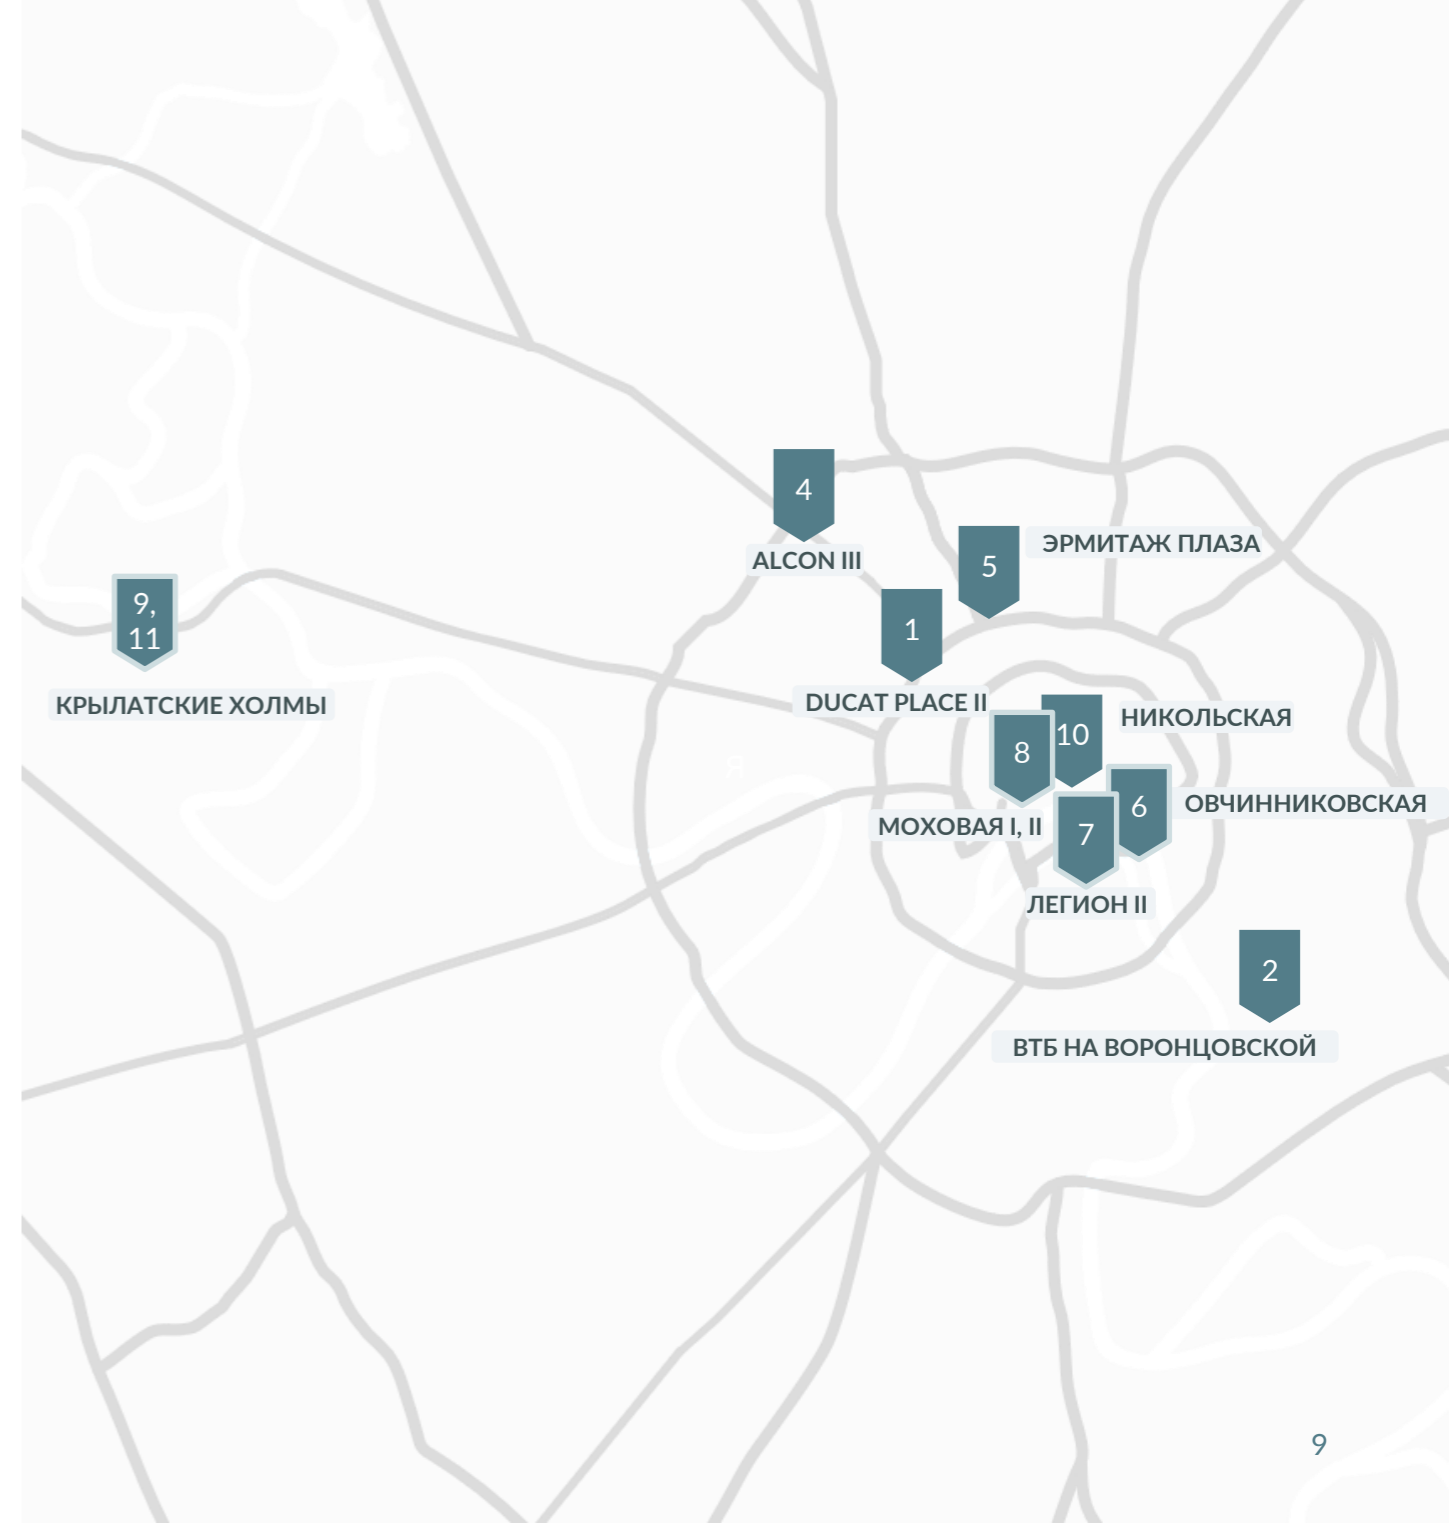 4
ALCON III
5
ЭРМИТАЖ ПЛАЗА
9,
11
КРЫЛАТСКИЕ ХОЛМЫ
1
DUCAT PLACE II
10
НИКОЛЬСКАЯ
8
МОХОВАЯ I, II
6
ОВЧИННИКОВСКАЯ
7
ЛЕГИОН II
Я
2
ВТБ НА ВОРОНЦОВСКОЙ
9